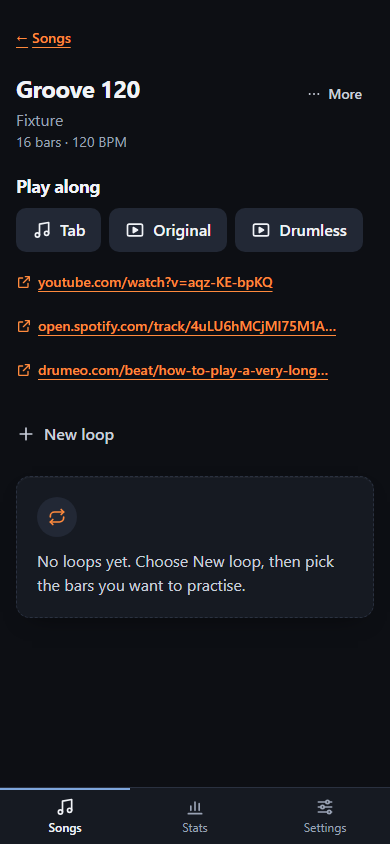 ← Songs
Groove 120
··· More
Fixture
16 bars · 120 BPM
Play along
Tab
Original
Drumless
youtube.com/watch?v=aqz-KE-bpKQ
open.spotify.com/track/4uLU6hMCjMI75M1A...
drumeo.com/beat/how-to-play-a-very-long...
+ New loop
No loops yet. Choose New loop, then pick
the bars you want to practise.
Songs
Stats
Settings